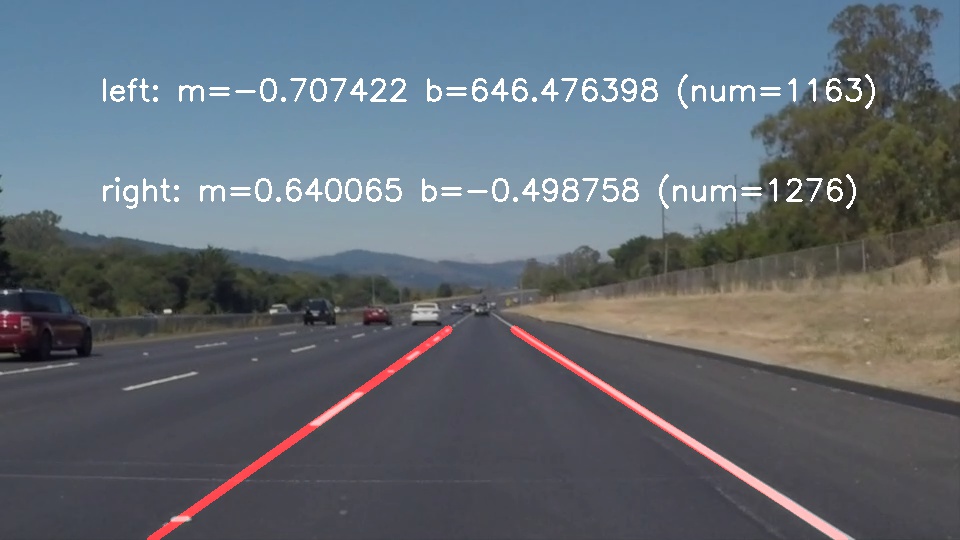 left: m=-0.707422 b=646.476398 (num=1163)
right: m=0.640065 b=-0.498758 (num=1276)